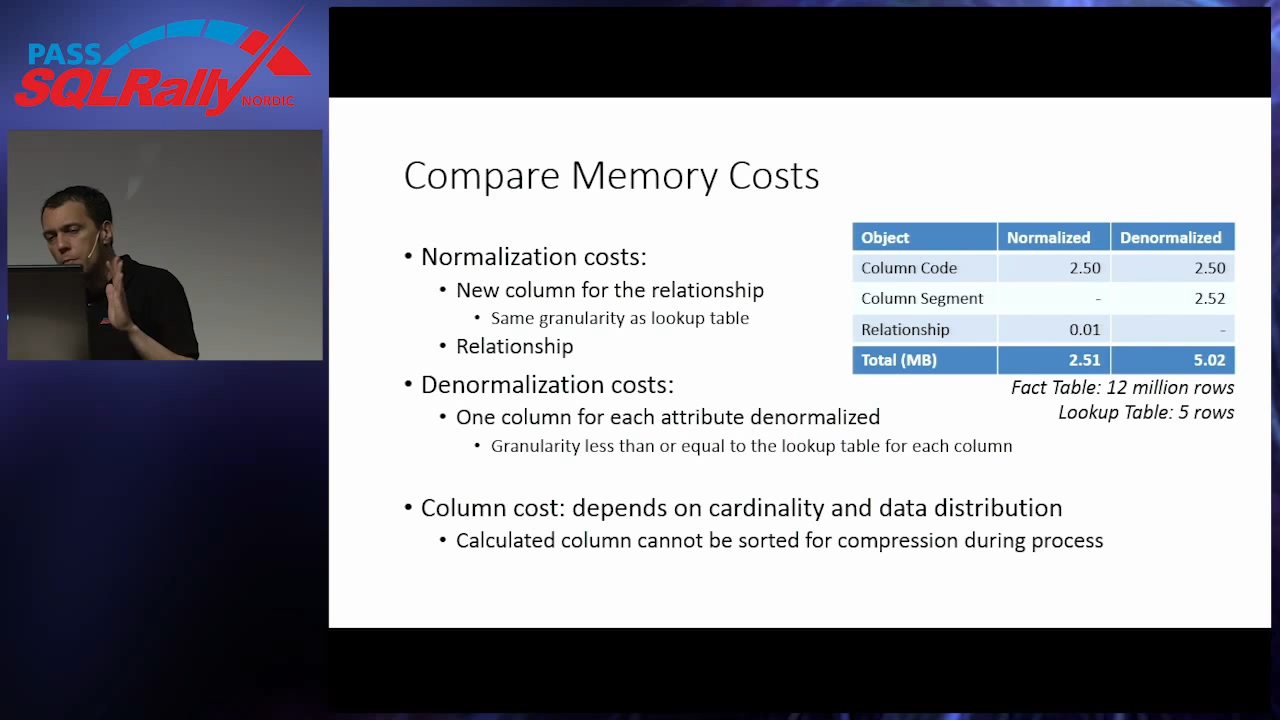 PASS
SQLRally
NORDIC
Compare Memory Costs
• Normalization costs:
• New column for the relationship
• Same granularity as lookup table
• Relationship
• Denormalization costs:
• One column for each attribute denormalized
• Granularity less than or equal to the lookup table for each column
• Column cost: depends on cardinality and data distribution
• Calculated column cannot be sorted for compression during process
Object Normalized Denormalized
Column Code 2.50 2.50
Column Segment - 2.52
Relationship 0.01 -
Total (MB) 2.51 5.02
Fact Table: 12 million rows
Lookup Table: 5 rows